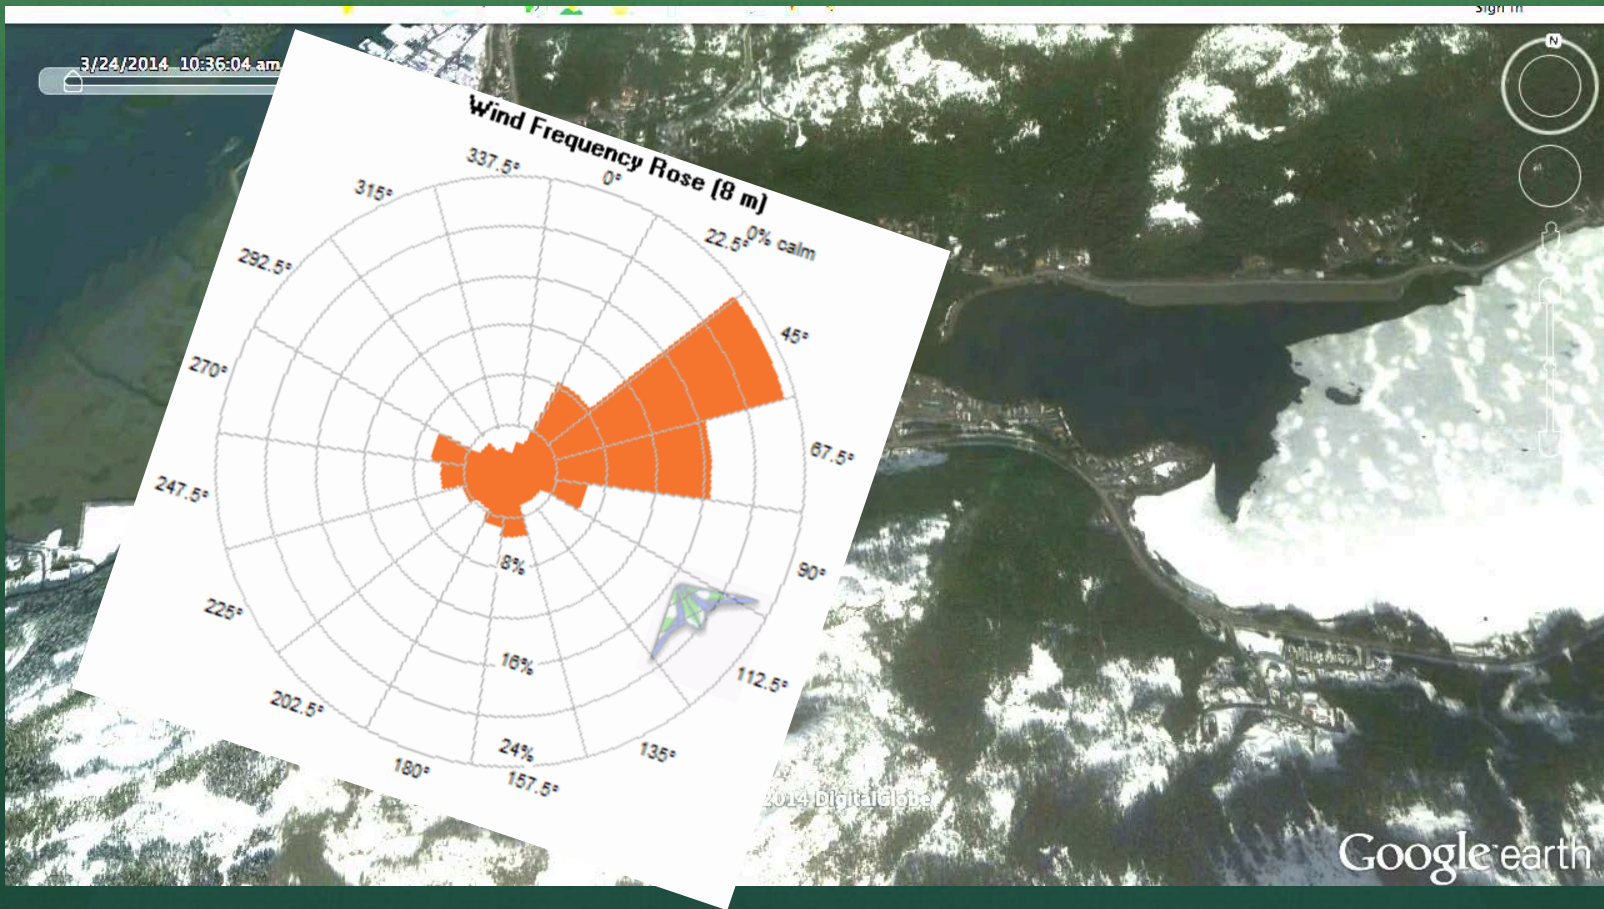 Sign in
N
3/24/2014 10:36:04 am
Wind Frequency Rose (8 m)
0% calm
337.5°
0°
22.5°
315°
45°
292.5°
67.5°
270°
90°
247.5°
112.5°
225°
135°
202.5°
157.5°
180°
8%
16%
24%
2014 DigitalGlobe
Google earth